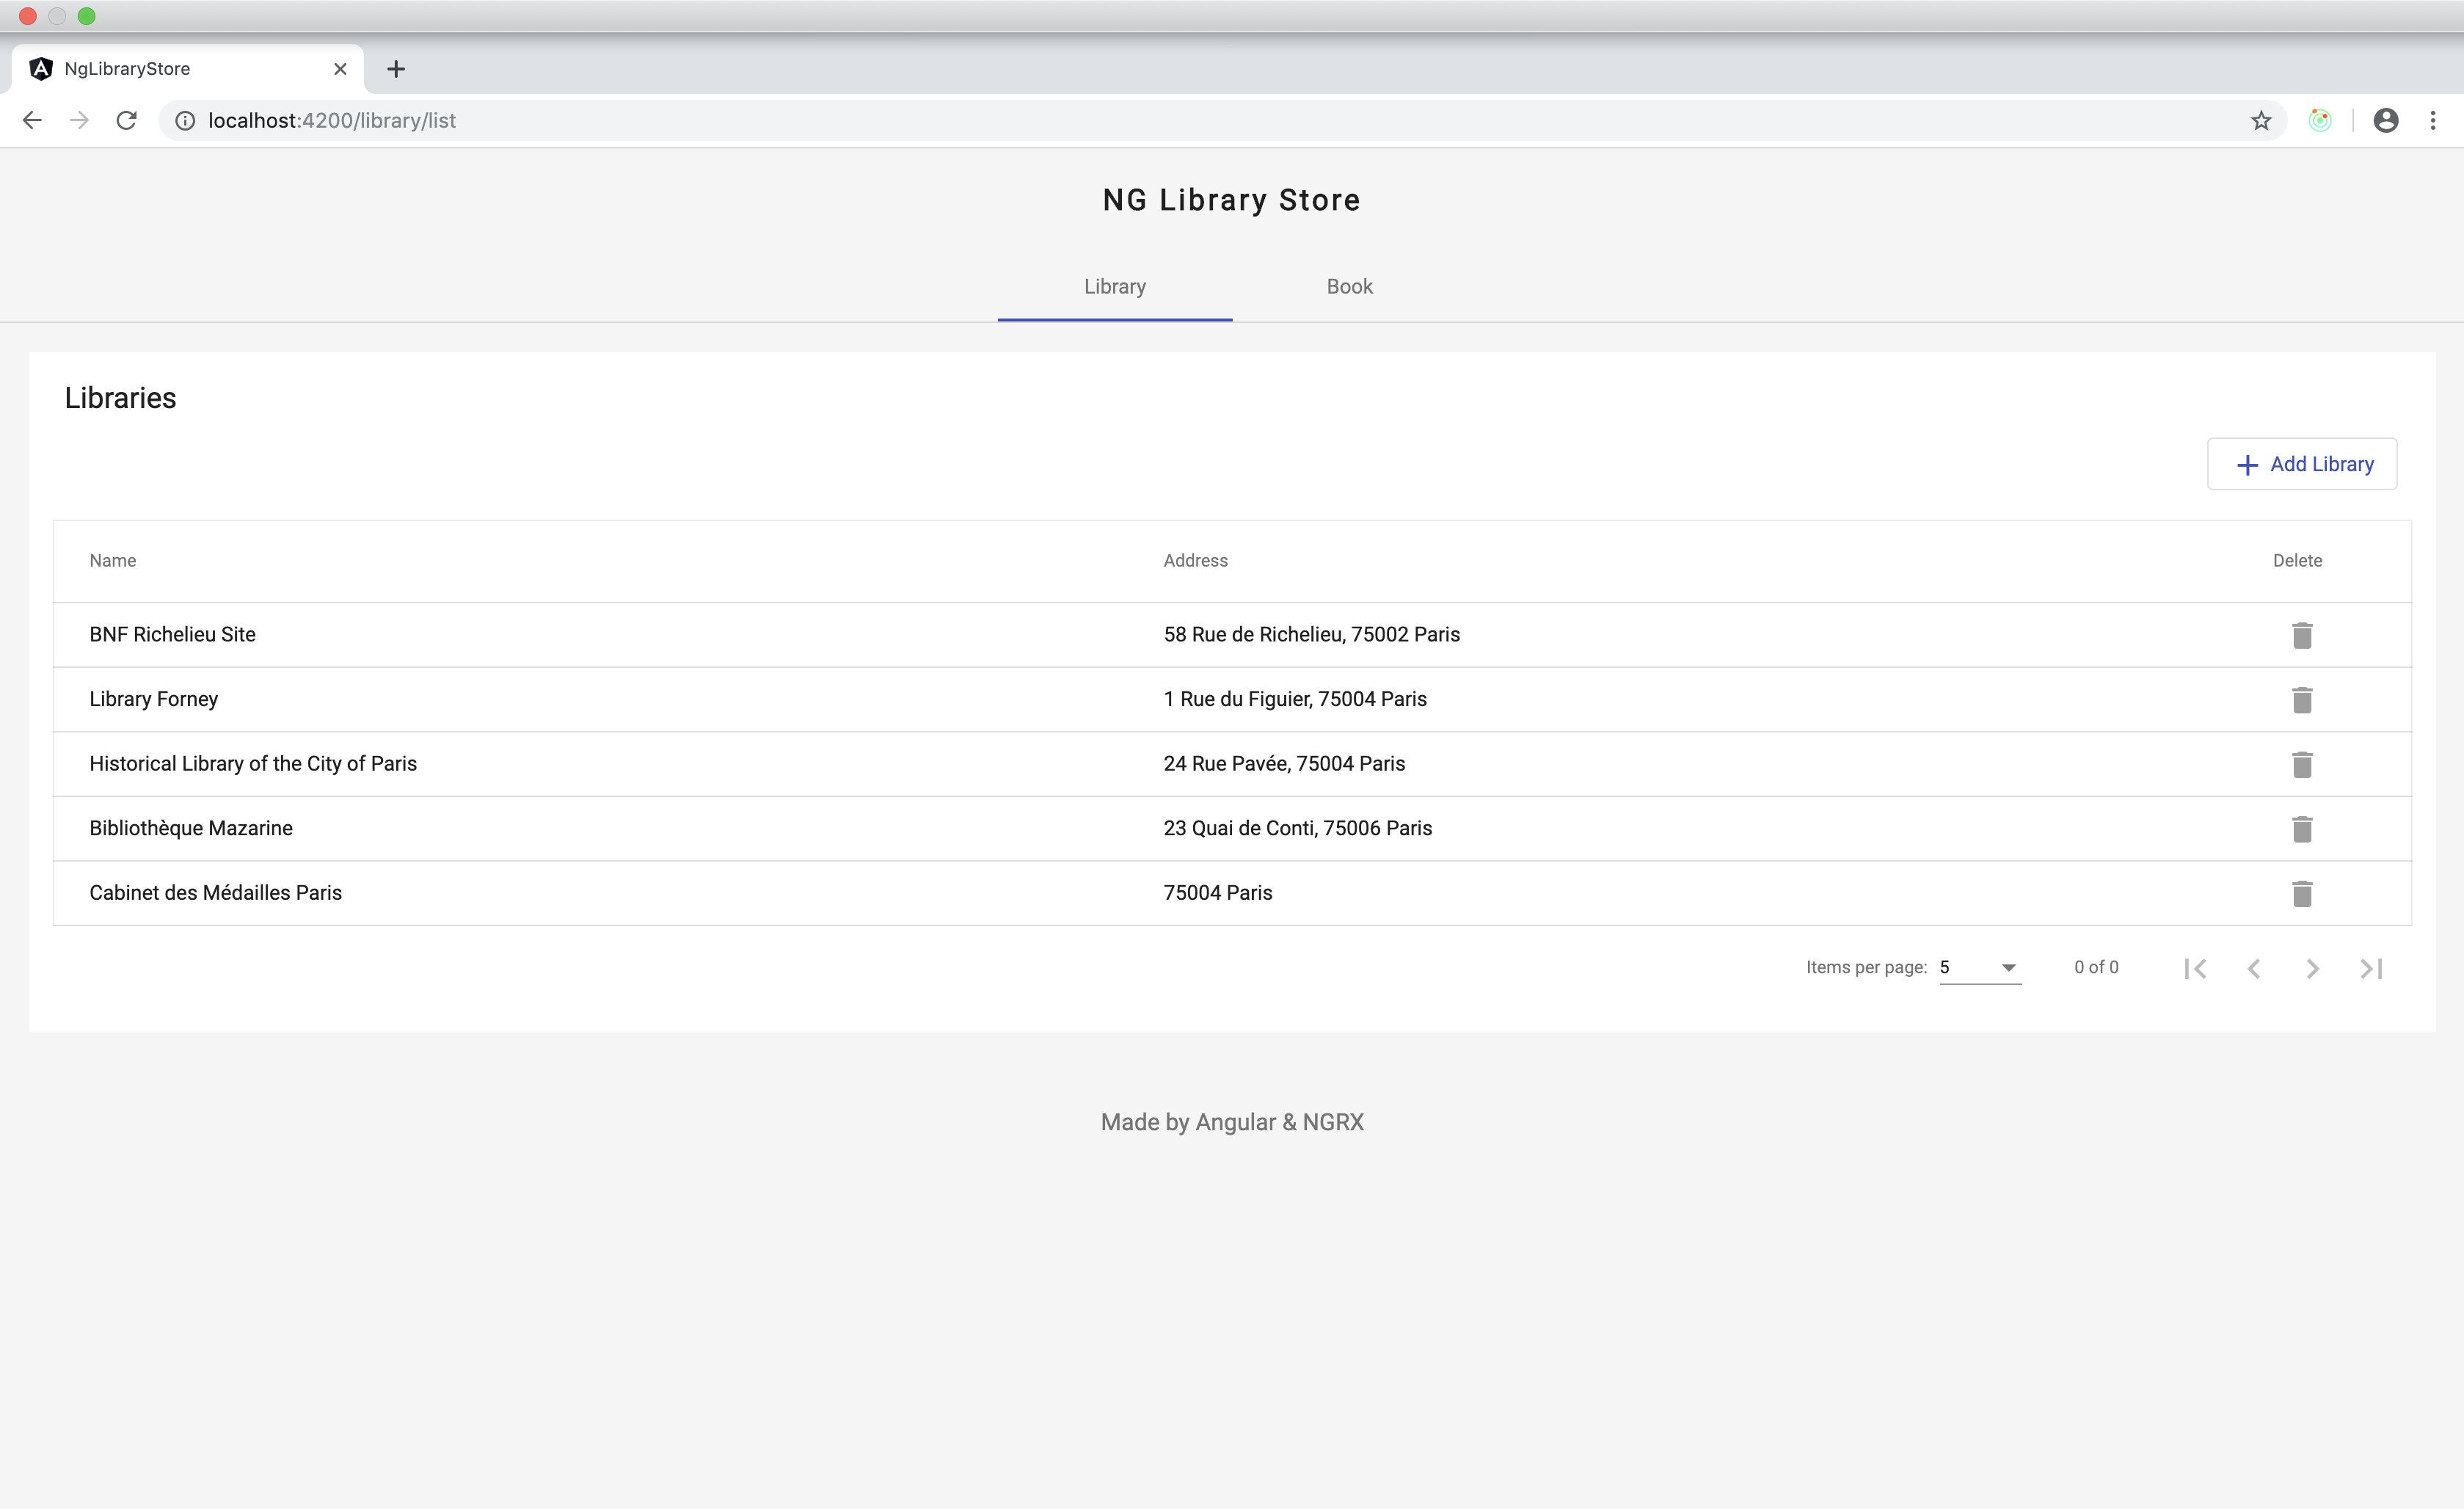 NgLibraryStore
localhost:4200/library/list
NG Library Store
Library Book
Libraries
Add Library
Name Address Delete
BNF Richelieu Site 58 Rue de Richelieu, 75002 Paris
Library Forney 1 Rue du Figuier, 75004 Paris
Historical Library of the City of Paris 24 Rue Pavée, 75004 Paris
Bibliothèque Mazarine 23 Quai de Conti, 75006 Paris
Cabinet des Médailles Paris 75004 Paris
Items per page: 5 0 of 0
Made by Angular & NGRX